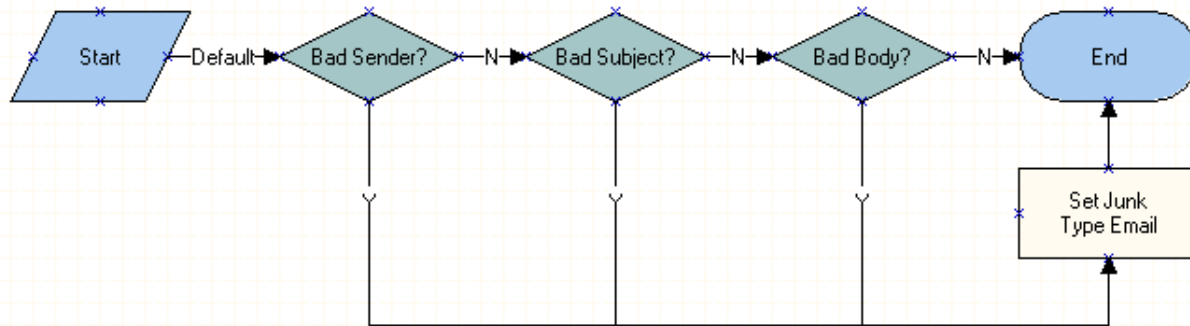 Start
Default
Bad Sender?
N
Bad Subject?
N
Bad Body?
N
End
Y
Y
Y
Set Junk
Type Email